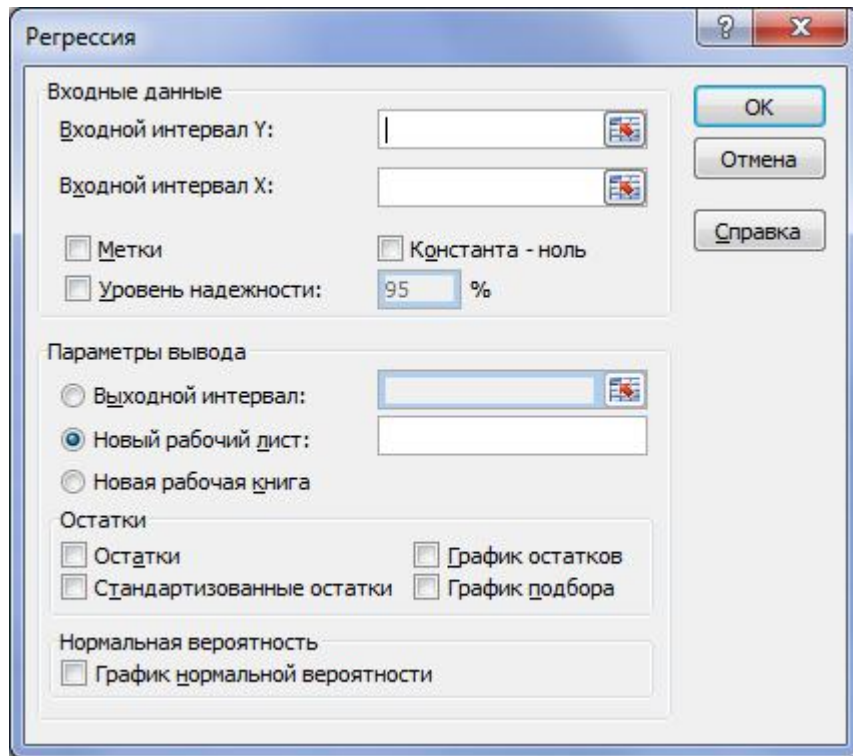 Регрессия
?
X
Входные данные
Входной интервал Y:
Входной интервал X:
Метки
Константа - ноль
Уровень надежности:
95
%
OK
Отмена
Справка
Параметры вывода
Выходной интервал:
Новый рабочий лист:
Новая рабочая книга
Остатки
Остатки
График остатков
Стандартизованные остатки
График подбора
Нормальная вероятность
График нормальной вероятности